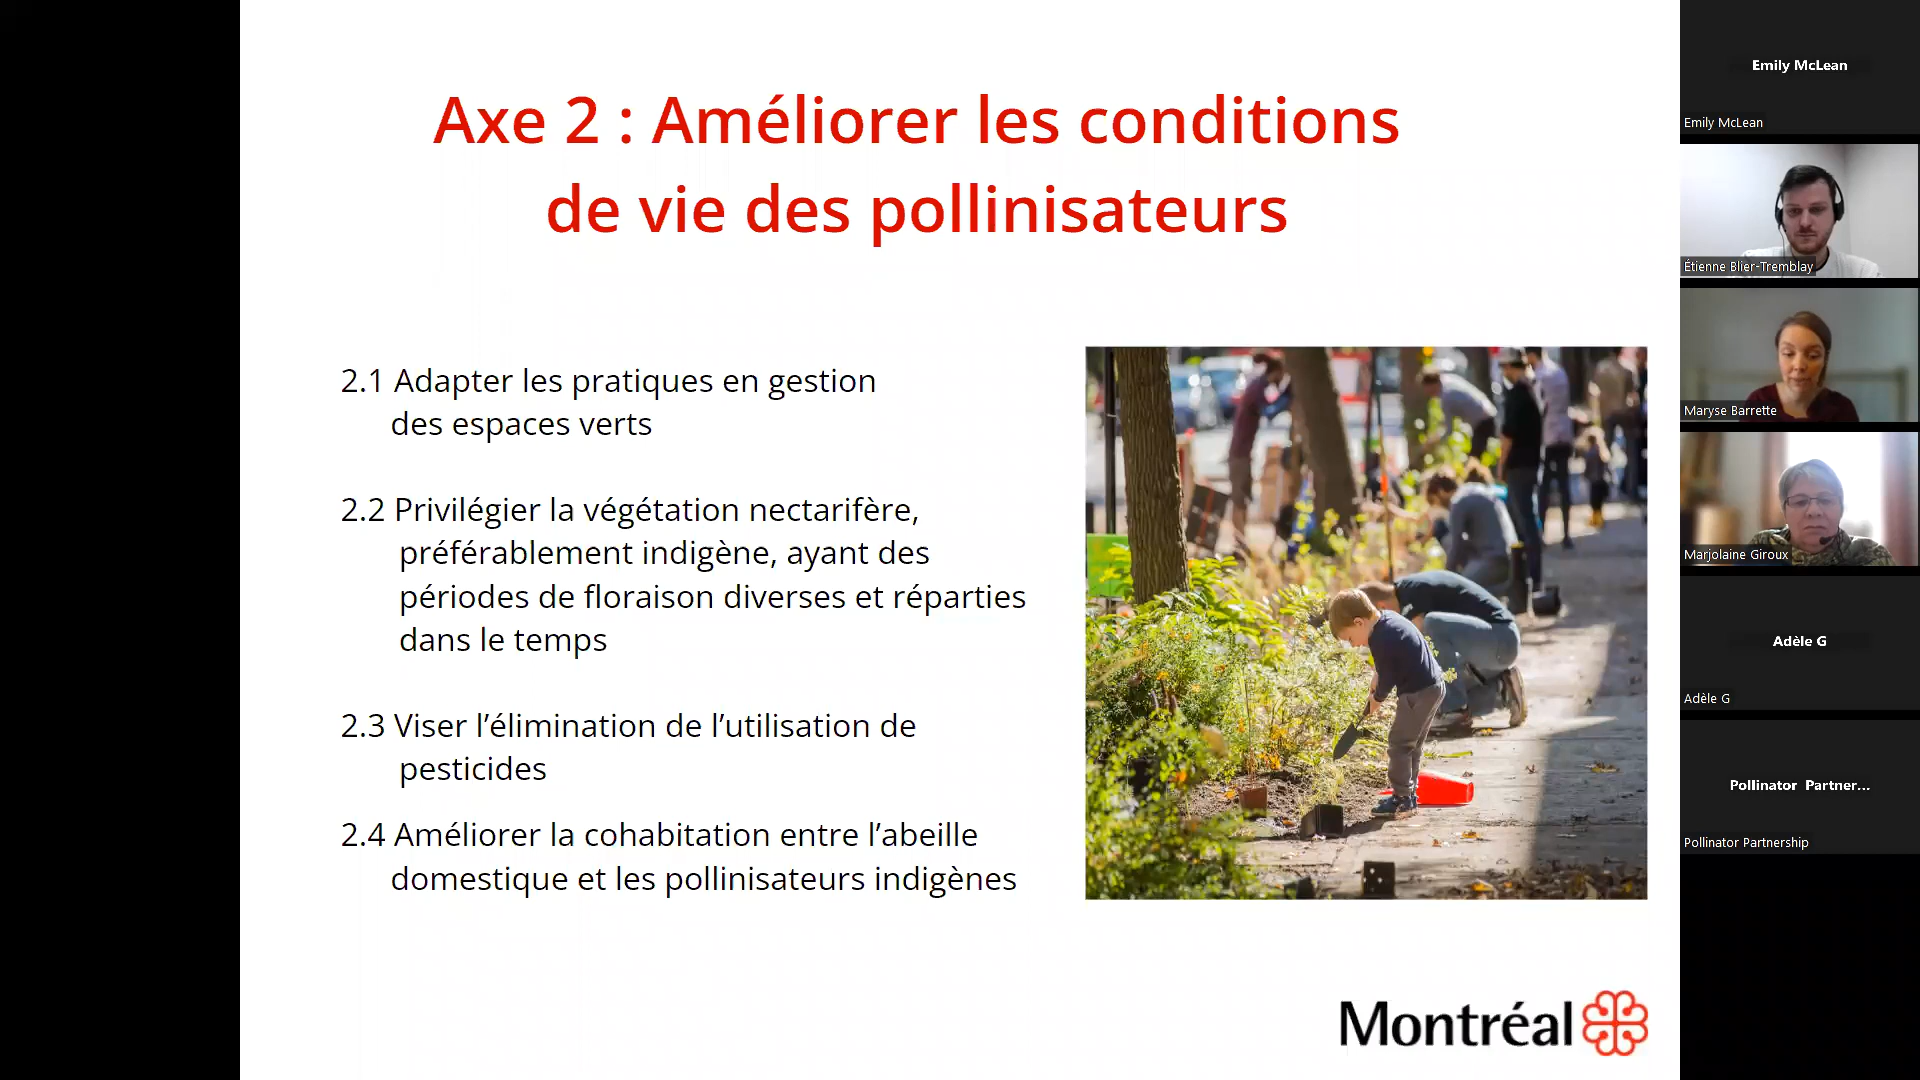 Axe 2 : Améliorer les conditions
de vie des pollinisateurs
2.1 Adapter les pratiques en gestion
des espaces verts
2.2 Privilégier la végétation nectarifère,
préférablement indigène, ayant des
périodes de floraison diverses et réparties
dans le temps
2.3 Viser l’élimination de l’utilisation de
pesticides
2.4 Améliorer la cohabitation entre l’abeille
domestique et les pollinisateurs indigènes
Montréal
Emily McLean
Emily McLean
Étienne Blier-Tremblay
Maryse Barrette
Marjolaine Giroux
Adèle G
Adèle G
Pollinator Partner...
Pollinator Partnership